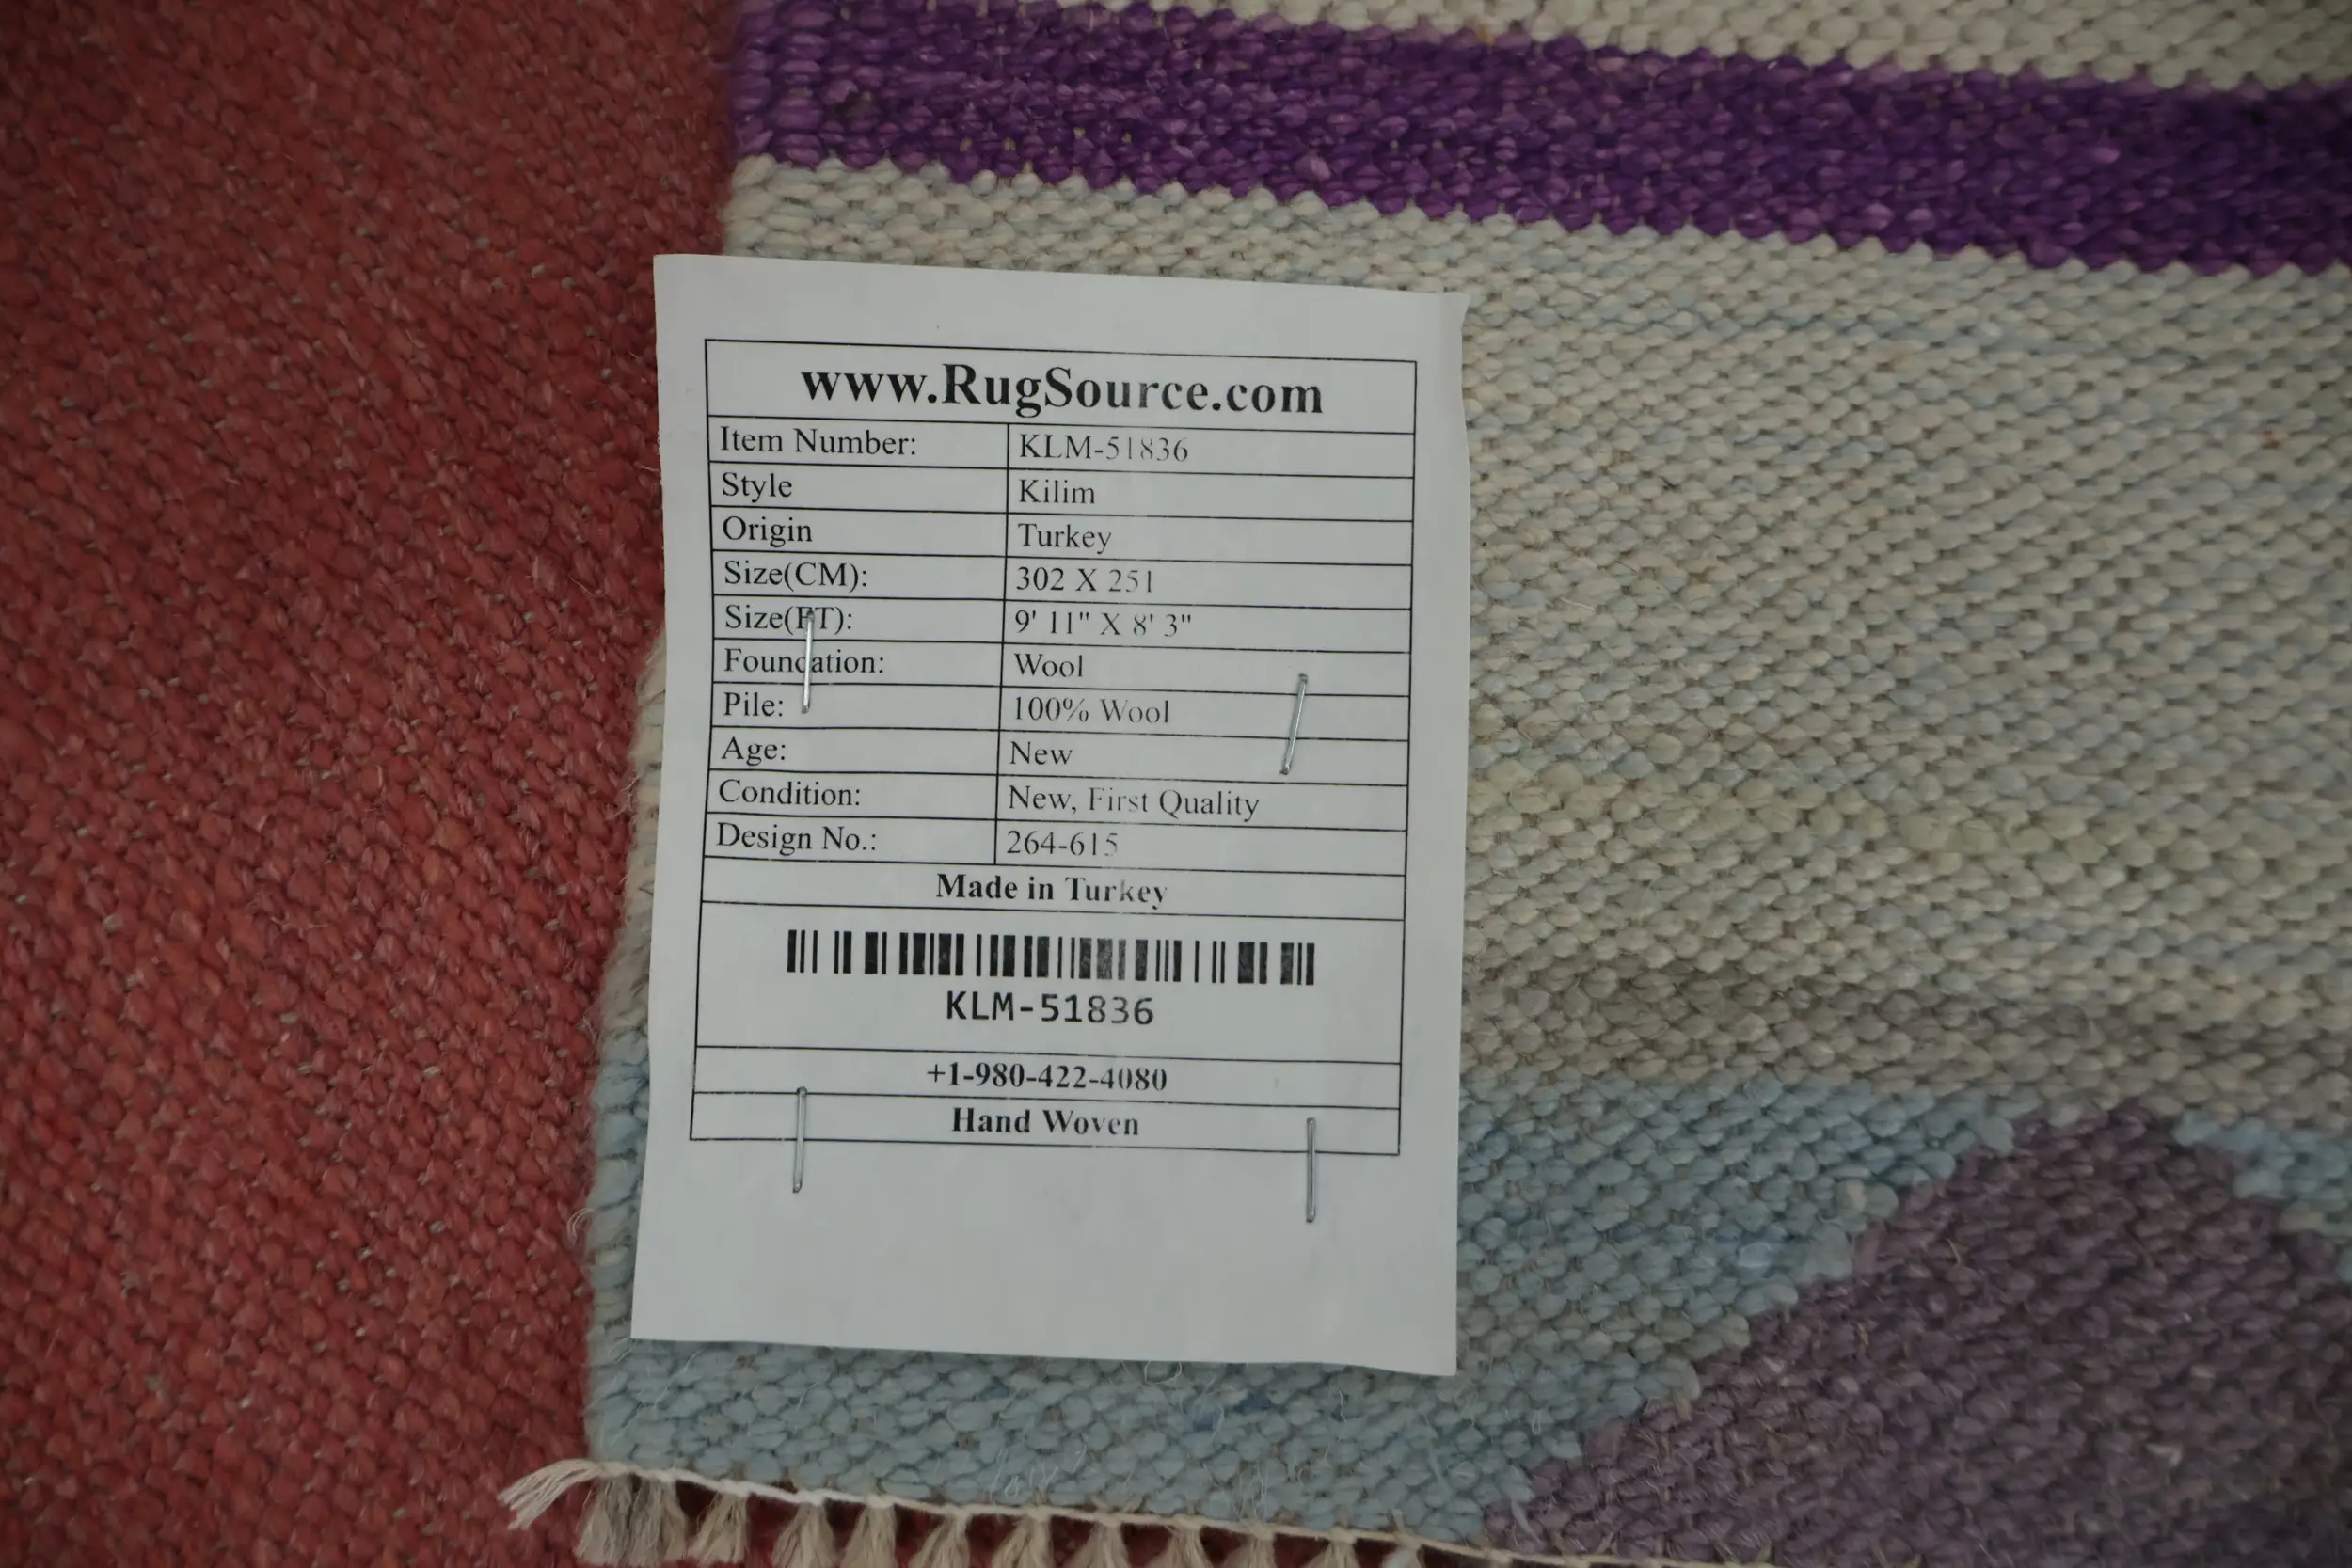 www.RugSource.com
Item Number: KLM-51836
Style Kilim
Origin Turkey
Size(CM): 302 X 251
Size(FT): 9' 11" X 8' 3"
Foundation: Wool
Pile: 100% Wool
Age: New
Condition: New, First Quality
Design No.: 264-615
Made in Turkey
KLM-51836
+1-980-422-4080
Hand Woven